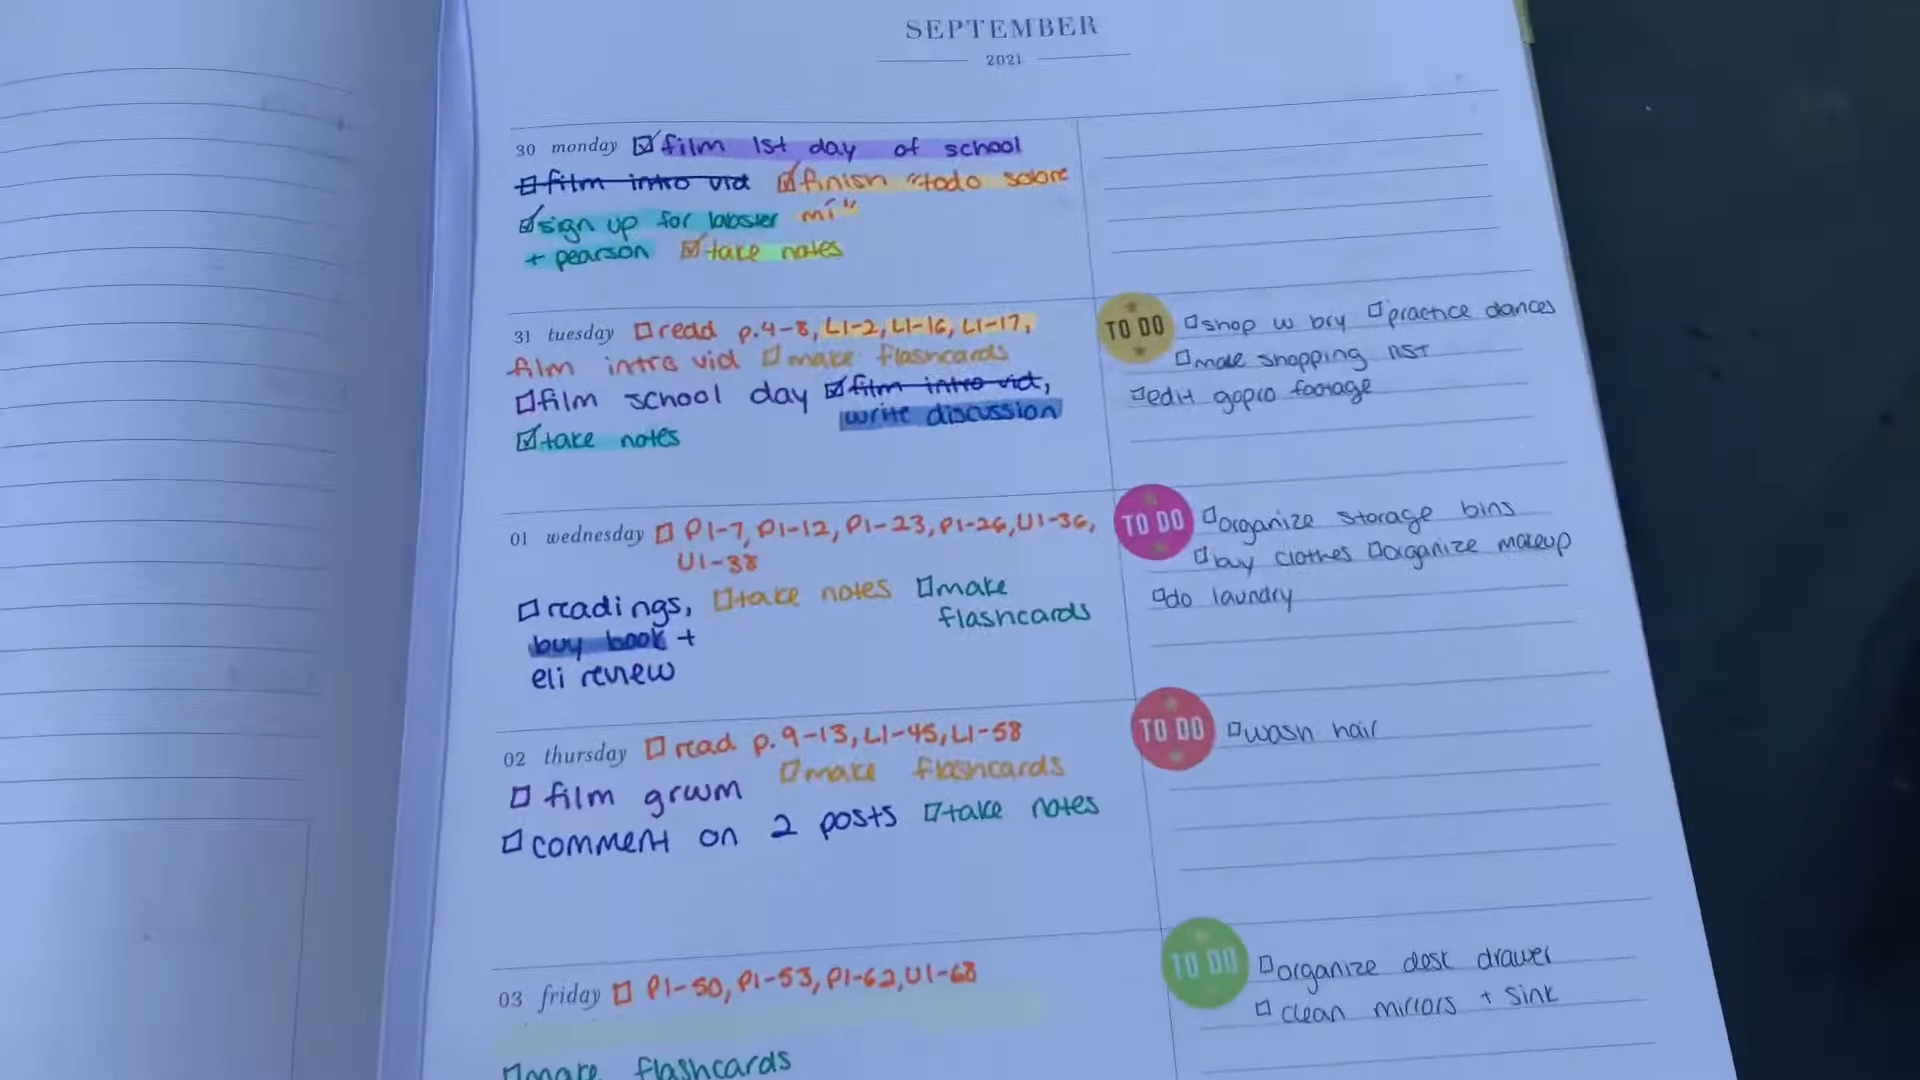 SEPTEMBER
2021
30 monday ☑film 1st day of school
☐film intro vid ☑finish "todo sobre
mí"
☑sign up for labster
+ pearson ☑take notes
31 tuesday ☐read p.4-8, L1-2, L1-16, L1-17,
film intro vid ☐make flashcards
☐film school day ☑film intro vid,
write discussion
☑take notes
TO DO ☐shop w bry ☐practice dances
☐make shopping list
☐edit gopro footage
01 wednesday ☐ P1-7, P1-12, P1-23, P1-26, U1-36,
U1-38
☐readings, ☐take notes ☐make
flashcards
buy book +
eli review
TO DO ☐organize storage bins
☐buy clothes ☐organize makeup
☐do laundry
02 thursday ☐read p.9-13, L1-45, L1-58
☐film grwm ☐make flashcards
☐comment on 2 posts ☐take notes
TO DO ☐wash hair
03 friday ☐ P1-50, P1-53, P1-62, U1-68
☐make flashcards
TO DO ☐organize desk drawer
☐clean mirrors + sink